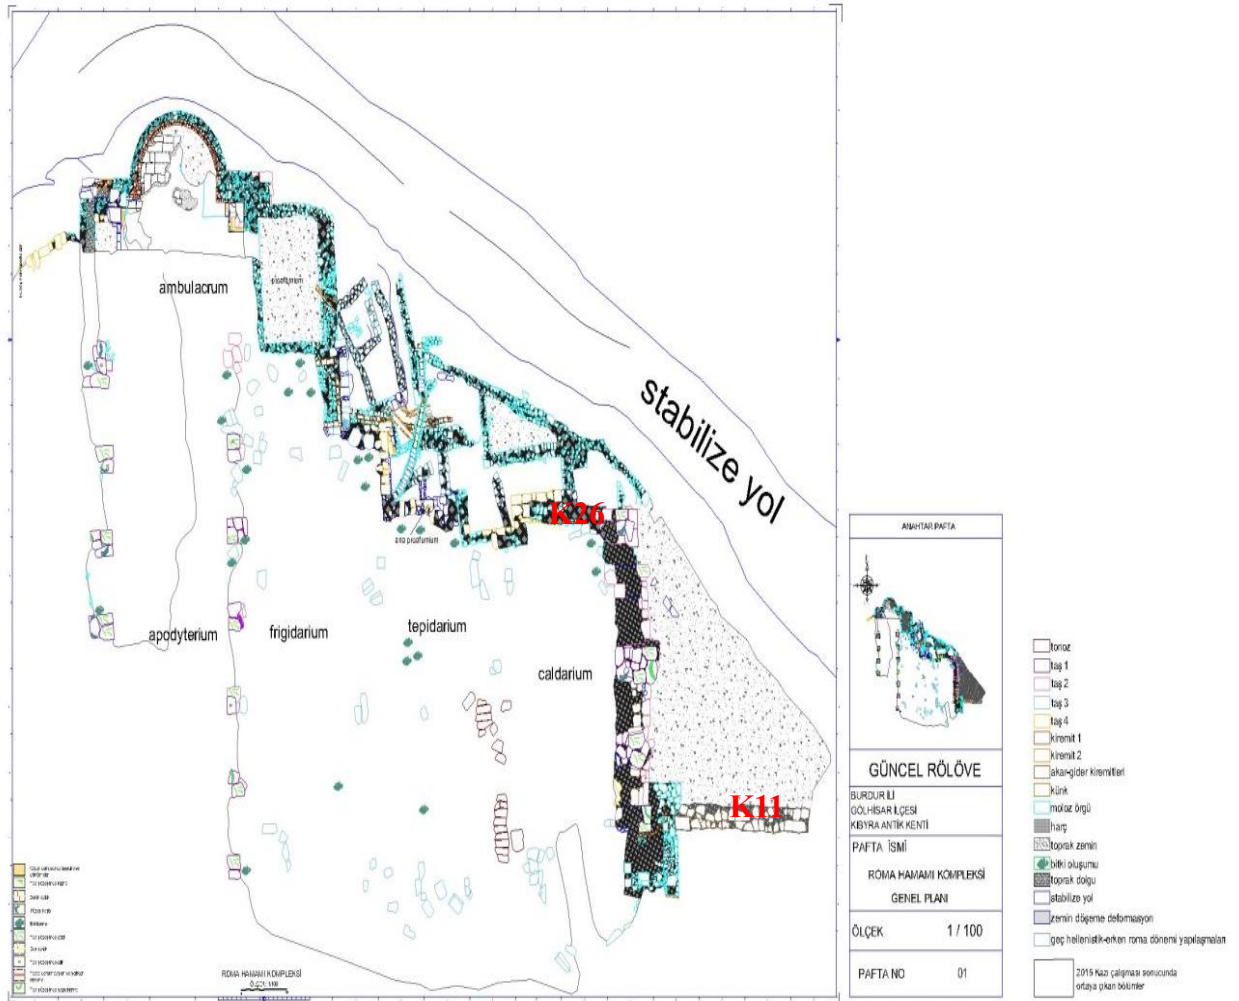 ambulacrum
praefurnium
stabilize yol
K26
ana praefurnium
apodyterium
frigidarium
tepidarium
caldarium
K11
ROMA HAMAMI KOMPLEKSİ
ANAHTAR PAFTA
GÜNCEL RÖLÖVE
BURDUR İLİ
GÖLHİSAR İLÇESİ
KIBYRA ANTİK KENTİ
PAFTA İSMİ
ROMA HAMAMI KOMPLEKSİ
GENEL PLANI
ÖLÇEK 1 / 100
PAFTA NO 01
tonoz
taş 1
taş 2
taş 3
taş 4
kiremit 1
kiremit 2
akar-gider kiremitleri
künk
moloz örgü
harç
toprak zemin
bitki oluşumu
toprak dolgu
stabilize yol
zemin döşeme deformasyon
geç hellenistik-erken roma dönemi yapılaşmaları
2015 Kazı çalışması sonucunda
ortaya çıkan bölümler